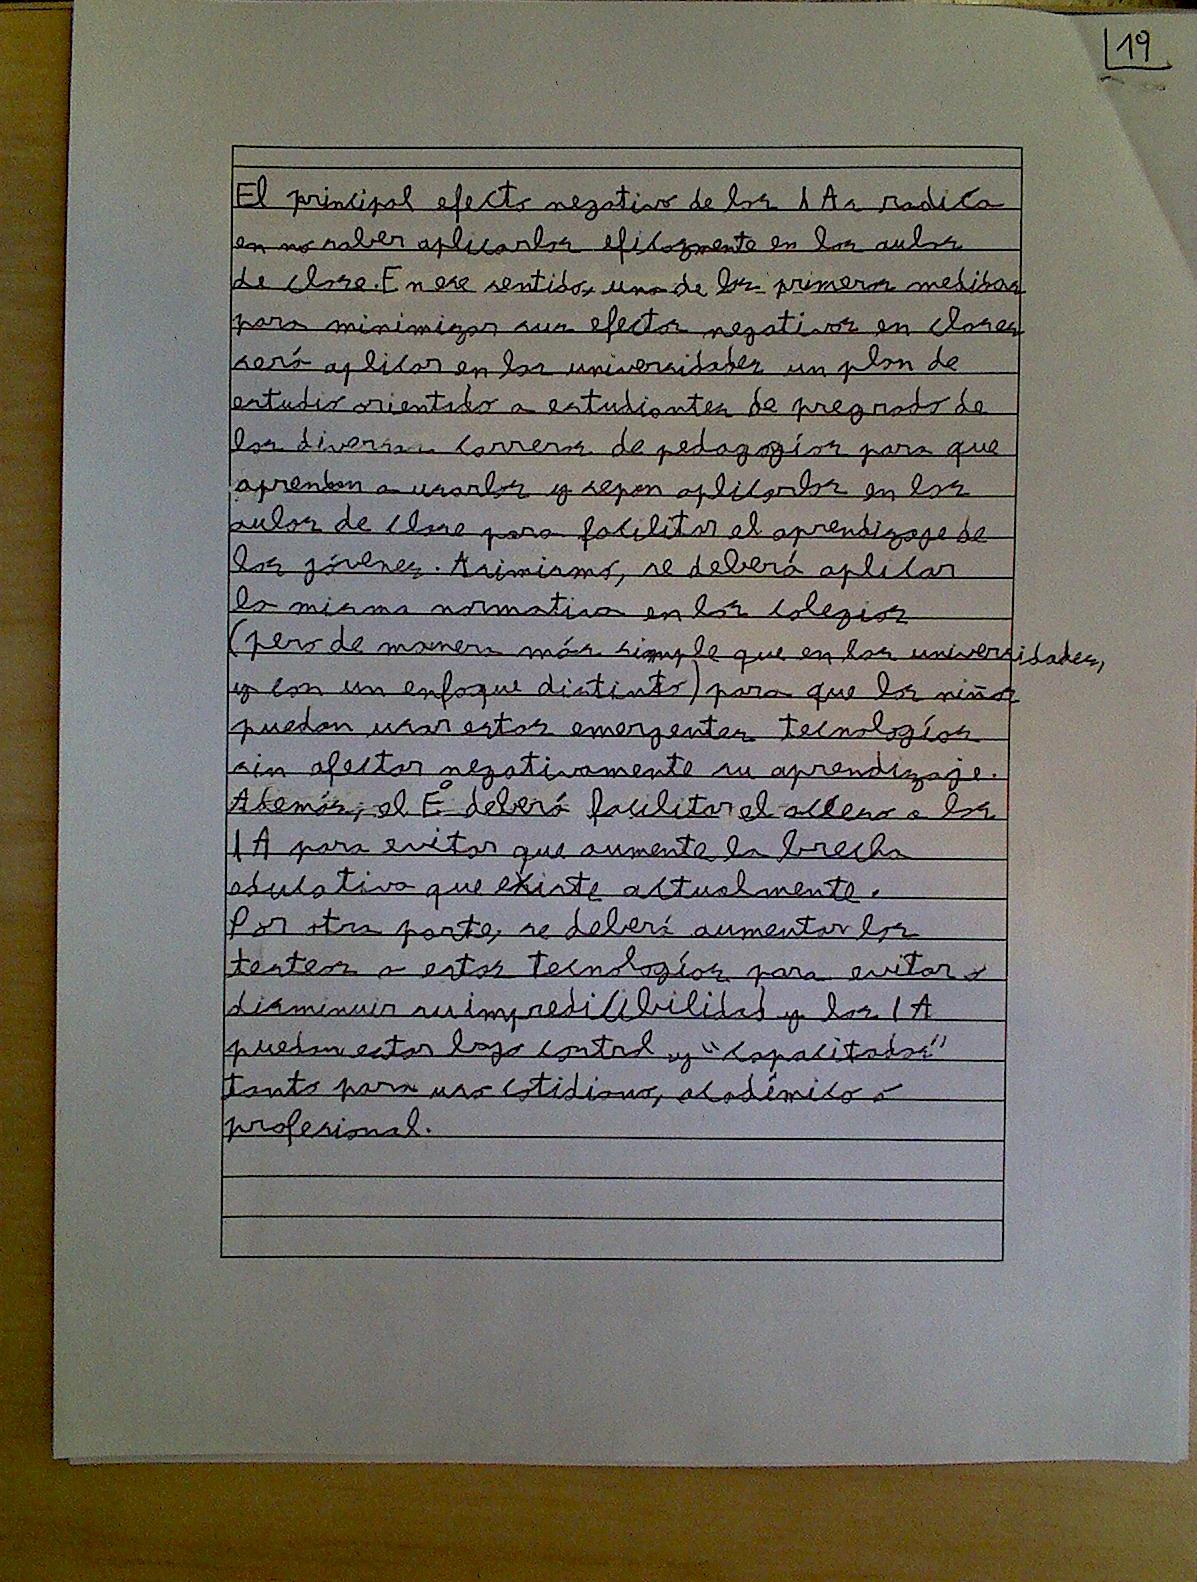 19
El principal efecto negativo de las IAs radica
en no saber aplicarlas eficazmente en las aulas
de clase. En ese sentido, una de las primeras medidas
para minimizar sus efectos negativos en clases
será aplicar en las universidades un plan de
estudio orientado a estudiantes de pregrado de
las diversas carreras de pedagogías para que
aprendan a usarlas y sepan aplicarlas en las
aulas de clase para facilitar el aprendizaje de
los jóvenes. Asimismo, se deberá aplicar
la misma normativa en los colegios
(pero de manera más simple que en las universidades,
y con un enfoque distinto) para que los niños
puedan usar estas emergentes tecnologías
sin afectar negativamente su aprendizaje.
Además, el E° deberá facilitar el acceso a las
IA para evitar que aumente la brecha
educativa que existe actualmente.
Por otra parte, se deberá aumentar los
testeos a estas tecnologías para evitar o
disminuir su impredicibilidad y las IA
puedan estar bajo control y "capacitadas"
tanto para uso cotidiano, académico o
profesional.